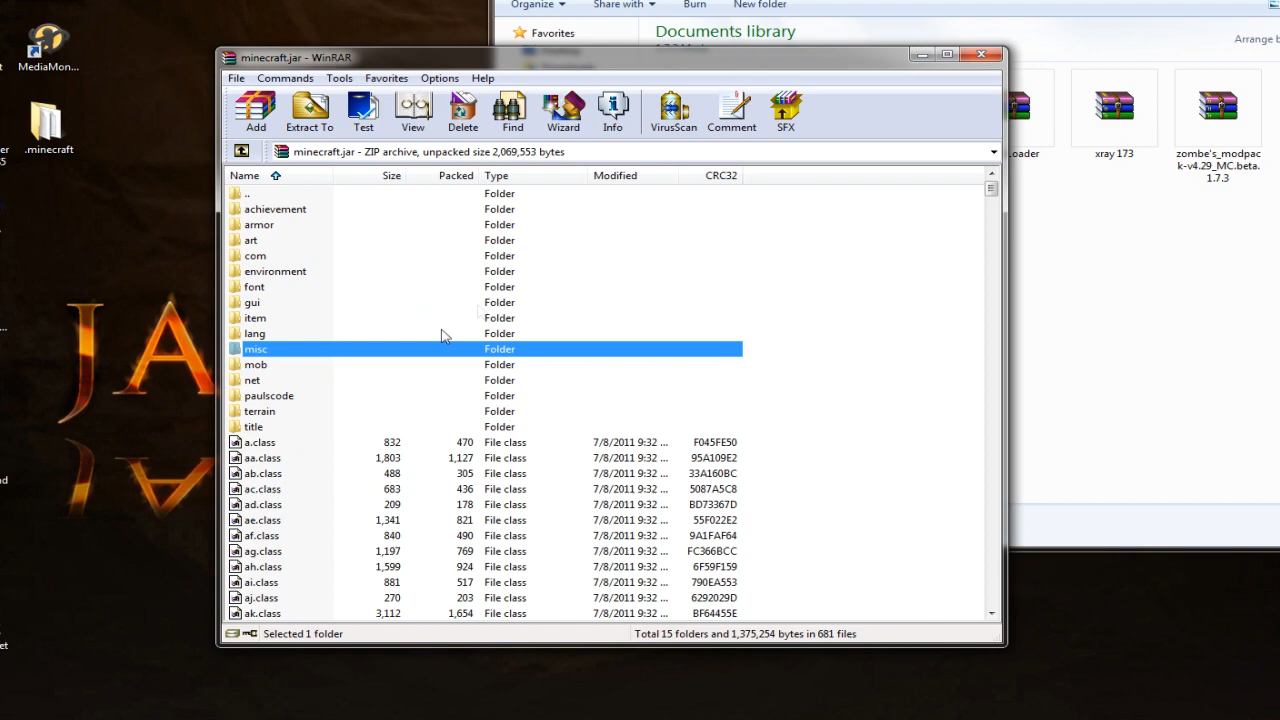 Organize Share with Burn New folder
Favorites
Documents library
Arrange b
MediaMon...
.minecraft
minecraft.jar - WinRAR
File Commands Tools Favorites Options Help
Add Extract To Test View Delete Find Wizard Info VirusScan Comment SFX
minecraft.jar - ZIP archive, unpacked size 2,069,553 bytes
Name Size Packed Type Modified CRC32
.. Folder
achievement Folder
armor Folder
art Folder
com Folder
environment Folder
font Folder
gui Folder
item Folder
lang Folder
misc Folder
mob Folder
net Folder
paulscode Folder
terrain Folder
title Folder
a.class 832 470 File class 7/8/2011 9:32 ... F045FE50
aa.class 1,803 1,127 File class 7/8/2011 9:32 ... 95A109E2
ab.class 488 305 File class 7/8/2011 9:32 ... 33A160BC
ac.class 683 436 File class 7/8/2011 9:32 ... 5087A5C8
ad.class 209 178 File class 7/8/2011 9:32 ... BD73367D
ae.class 1,341 821 File class 7/8/2011 9:32 ... 55F022E2
af.class 840 490 File class 7/8/2011 9:32 ... 9A1FAF64
ag.class 1,197 769 File class 7/8/2011 9:32 ... FC366BCC
ah.class 1,599 924 File class 7/8/2011 9:32 ... 6F59F159
ai.class 881 517 File class 7/8/2011 9:32 ... 790EA553
aj.class 270 203 File class 7/8/2011 9:32 ... 6292029D
ak.class 3,112 1,654 File class 7/8/2011 9:32 ... BF64455E
Selected 1 folder Total 15 folders and 1,375,254 bytes in 681 files
oader
xray 173
zombe's_modpac
k-v4.29_MC.beta.
1.7.3
JA